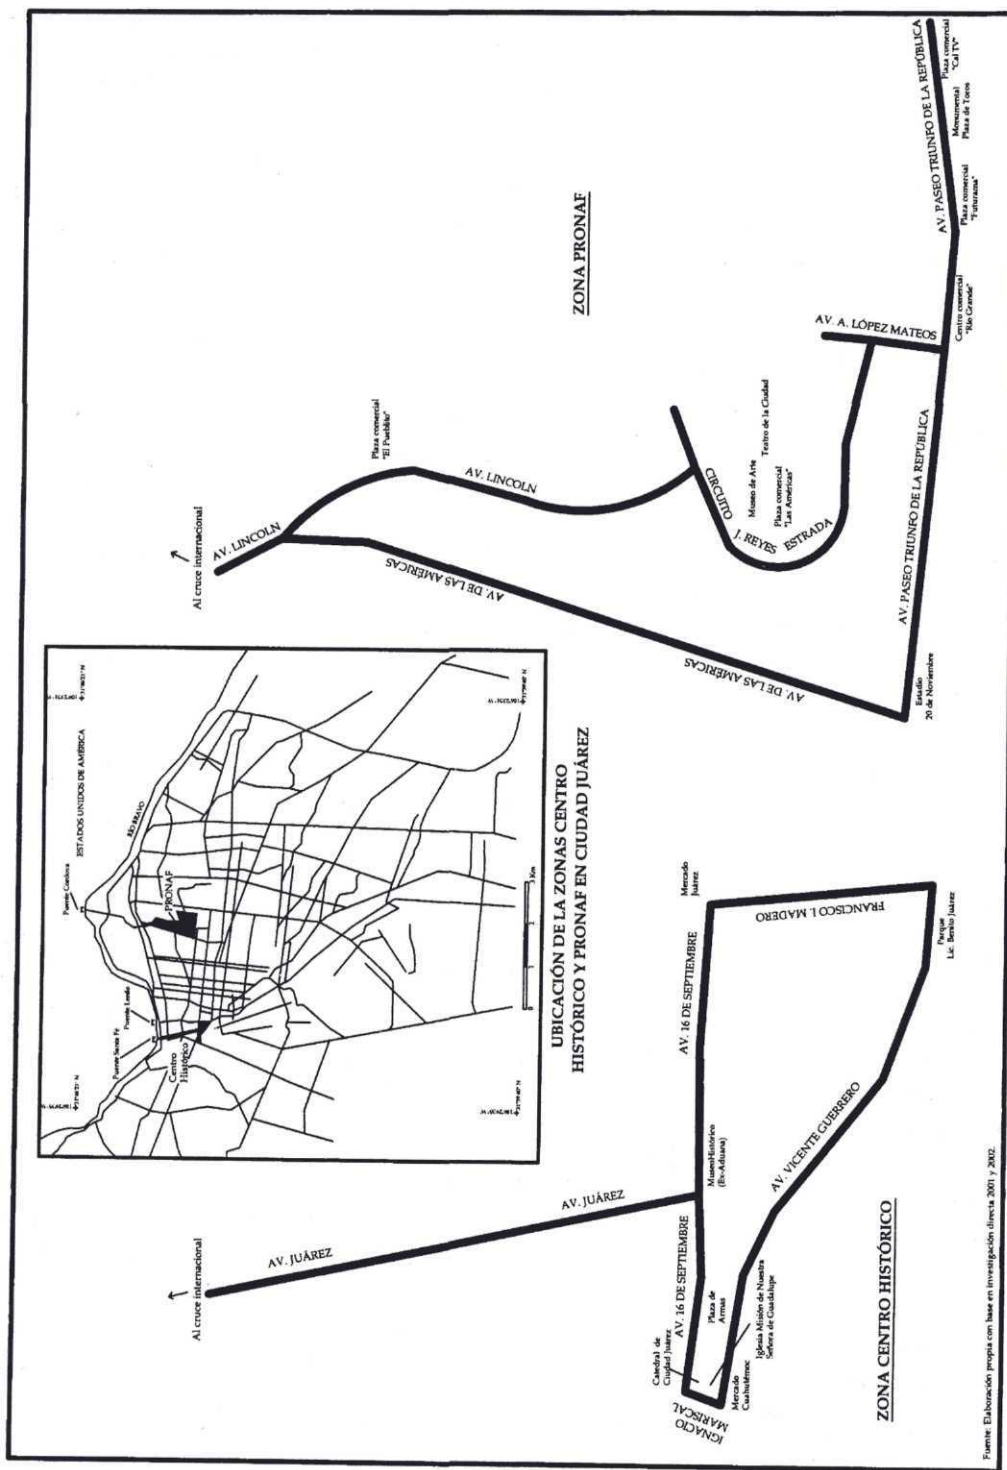 UBICACIÓN DE LA ZONAS CENTRO
HISTÓRICO Y PRONAF EN CIUDAD JUÁREZ
ESTADOS UNIDOS DE AMÉRICA
RÍO BRAVO
Puente Santa Fe
Puente Lerdo
Puente Cordova
Centro
Histórico
PRONAF
3 Km
Al cruce internacional
AV. JUÁREZ
AV. JUÁREZ
Catedral de
Ciudad Juárez
AV. 16 DE SEPTIEMBRE
AV. 16 DE SEPTIEMBRE
Mercado
Juárez
IGNACIO
MARISCAL
Plaza de
Armas
Museo Histórico
(Ex-Aduana)
FRANCISCO I. MADERO
Mercado
Cuahutémoc
Iglesia Misión de Nuestra
Señora de Guadalupe
AV. VICENTE GUERRERO
Parque
Lic. Benito Juárez
ZONA CENTRO HISTÓRICO
Al cruce internacional
AV. LINCOLN
Plaza comercial
"El Pueblito"
AV. LINCOLN
AV. DE LAS AMÉRICAS
AV. DE LAS AMÉRICAS
ZONA PRONAF
CIRCUITO
J. REYES
ESTRADA
Museo de Arte
Teatro de la Ciudad
Plaza comercial
"Las Américas"
AV. A. LÓPEZ MATEOS
AV. PASEO TRIUNFO DE LA REPÚBLICA
AV. PASEO TRIUNFO DE LA REPÚBLICA
Estadio
20 de Noviembre
Centro comercial
"Río Grande"
Plaza comercial
"Futurama"
Monumental
Plaza de Toros
Plaza comercial
"Cal TV"
Fuente: Elaboración propia con base en investigación directa 2001 y 2002.